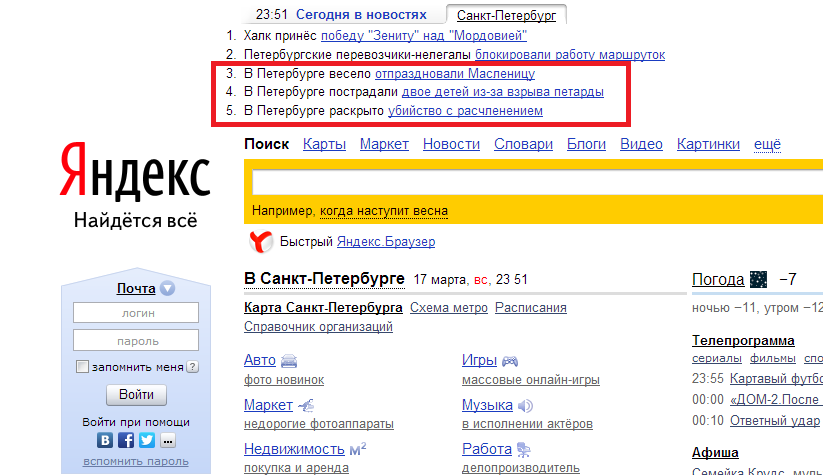 23:51 Сегодня в новостях Санкт-Петербург
1. Халк принёс победу "Зениту" над "Мордовией"
2. Петербургские перевозчики-нелегалы блокировали работу маршруток
3. В Петербурге весело отпраздновали Масленицу
4. В Петербурге пострадали двое детей из-за взрыва петарды
5. В Петербурге раскрыто убийство с расчленением
Яндекс
Найдётся всё
Поиск Карты Маркет Новости Словари Блоги Видео Картинки ещё
Например, когда наступит весна
Быстрый Яндекс.Браузер
Почта
логин
пароль
запомнить меня ?
Войти
Войти при помощи
вспомнить пароль
В Санкт-Петербурге 17 марта, вс, 23 51
Карта Санкт-Петербурга Схема метро Расписания
Справочник организаций
Авто
фото новинок
Маркет
недорогие фотоаппараты
Недвижимость м²
покупка и аренда
Игры
массовые онлайн-игры
Музыка
в исполнении актёров
Работа
делопроизводитель
Погода −7
ночью −11, утром −12
Телепрограмма
сериалы фильмы спо
23:55 Картавый футбо
00:00 «ДОМ-2.После
00:10 Ответный удар
Афиша
Семейка Крудс, муль